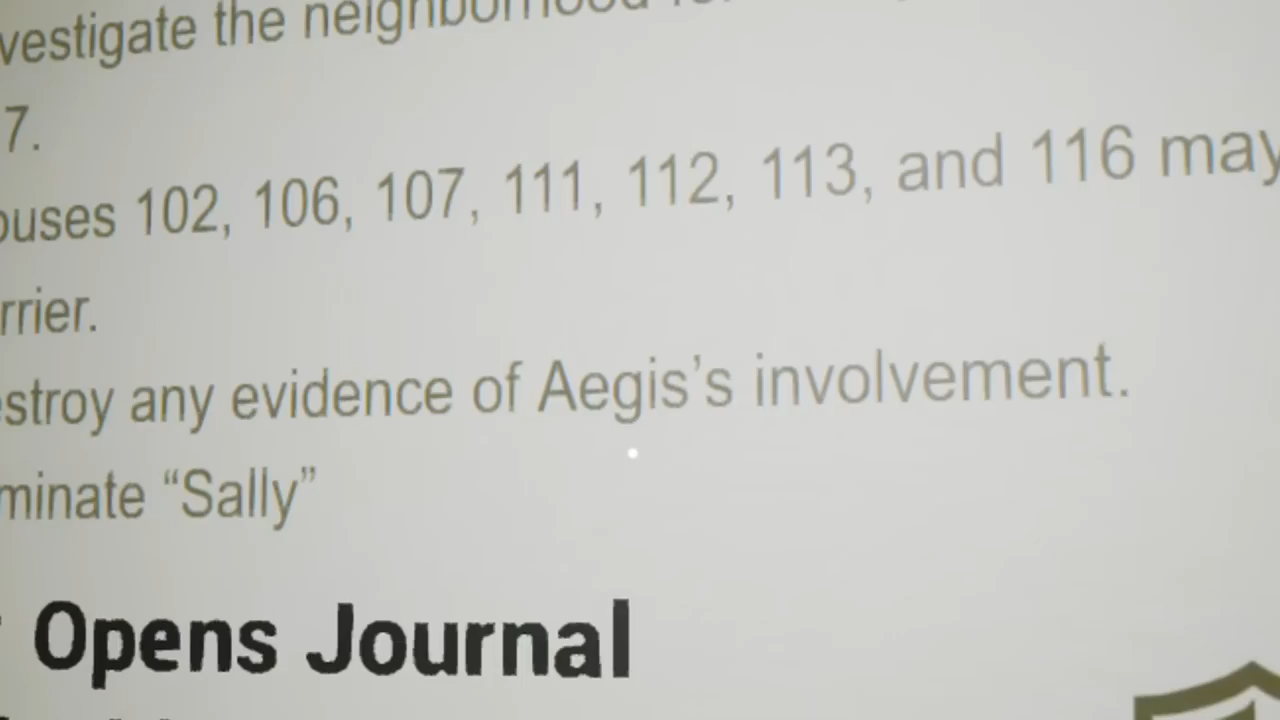 vestigate the neighborhood
7.
ouses 102, 106, 107, 111, 112, 113, and 116 may
rrier.
estroy any evidence of Aegis’s involvement.
minate “Sally”
Opens Journal